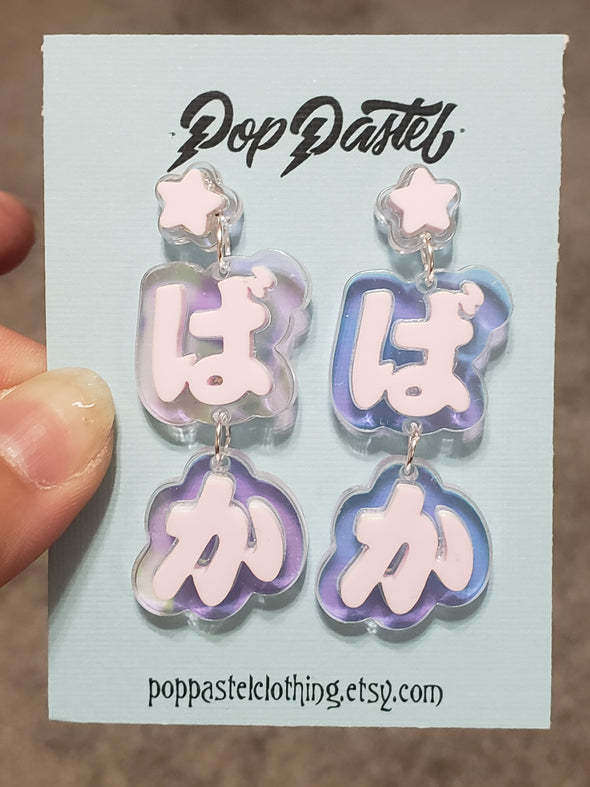 Pop Pastel
ば ば
か か
poppastelclothing.etsy.com